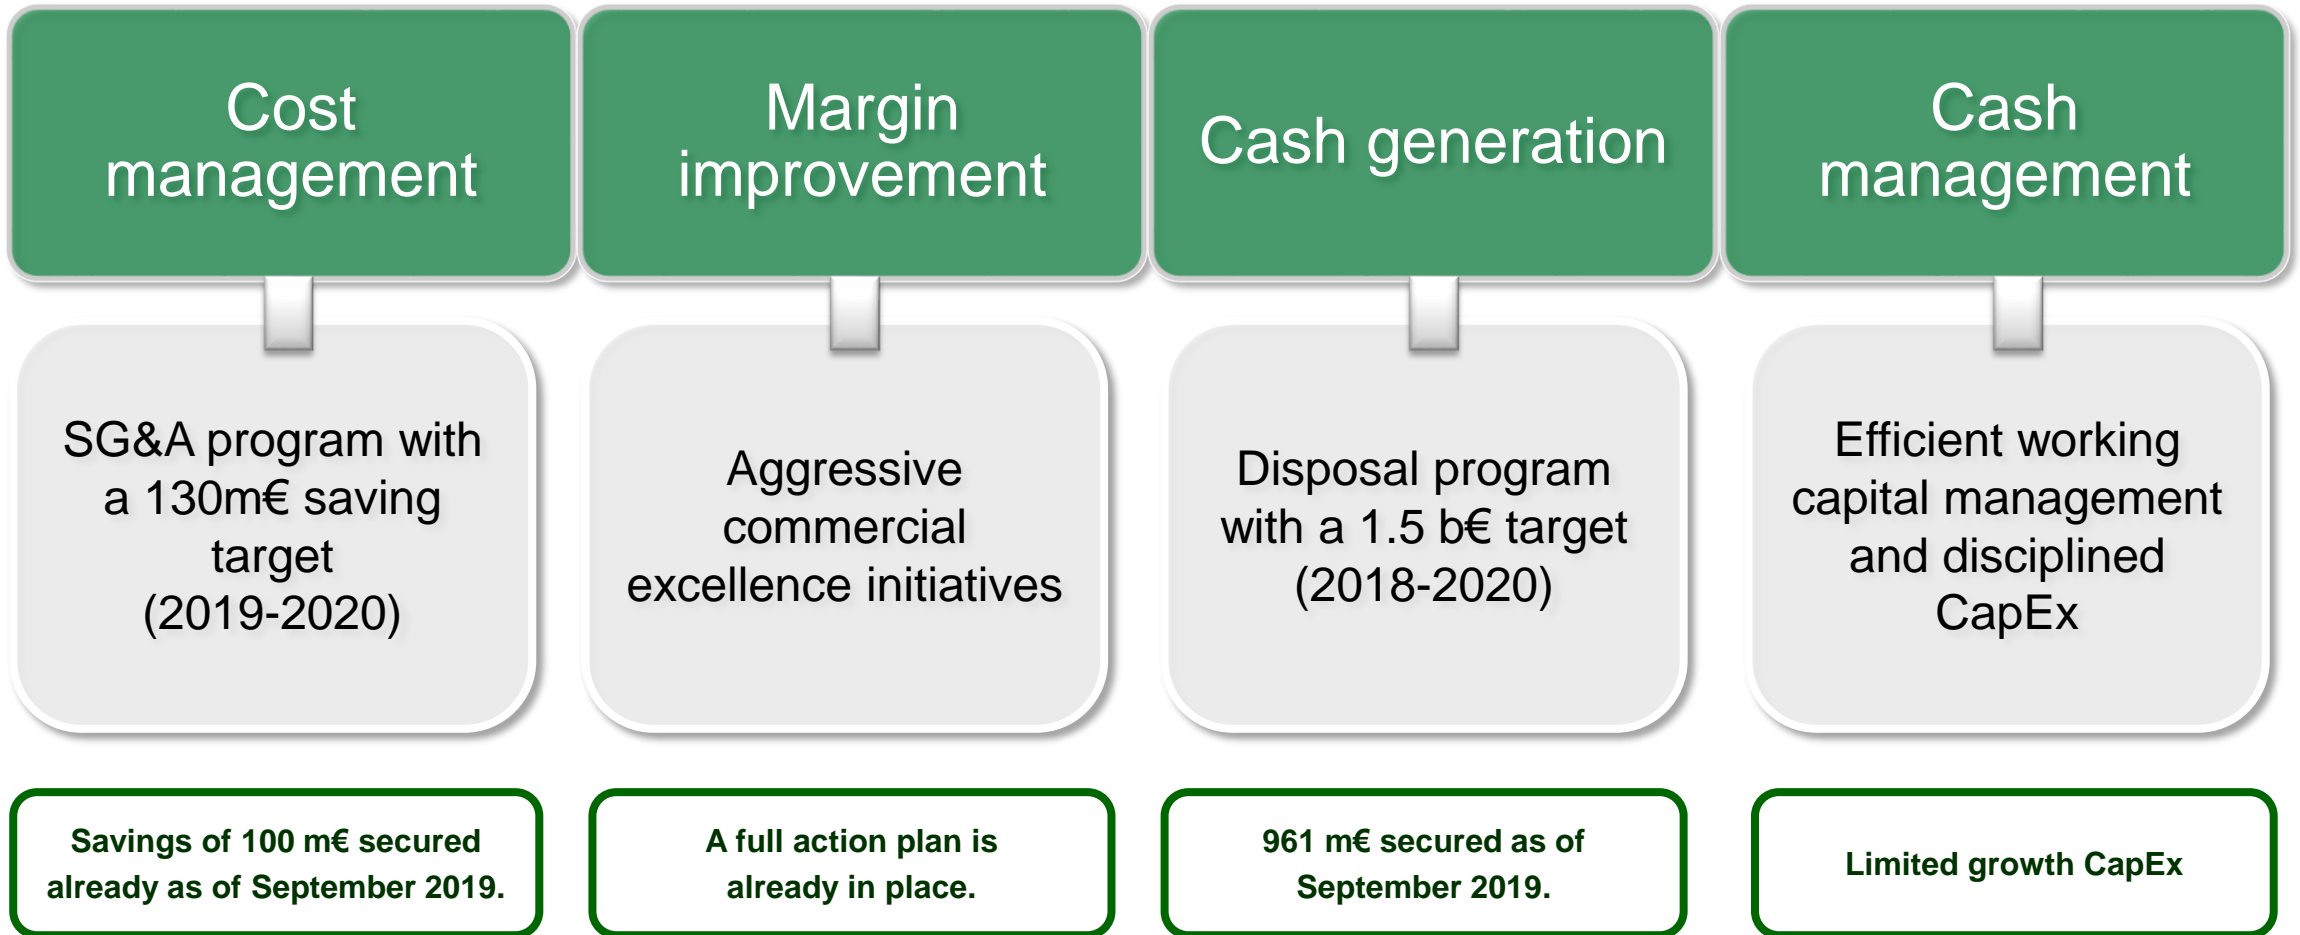 Cost
management
Margin
improvement
Cash generation
Cash
management
SG&A program with
a 130m€ saving
target
(2019-2020)
Aggressive
commercial
excellence initiatives
Disposal program
with a 1.5 b€ target
(2018-2020)
Efficient working
capital management
and disciplined
CapEx
Savings of 100 m€ secured
already as of September 2019.
A full action plan is
already in place.
961 m€ secured as of
September 2019.
Limited growth CapEx